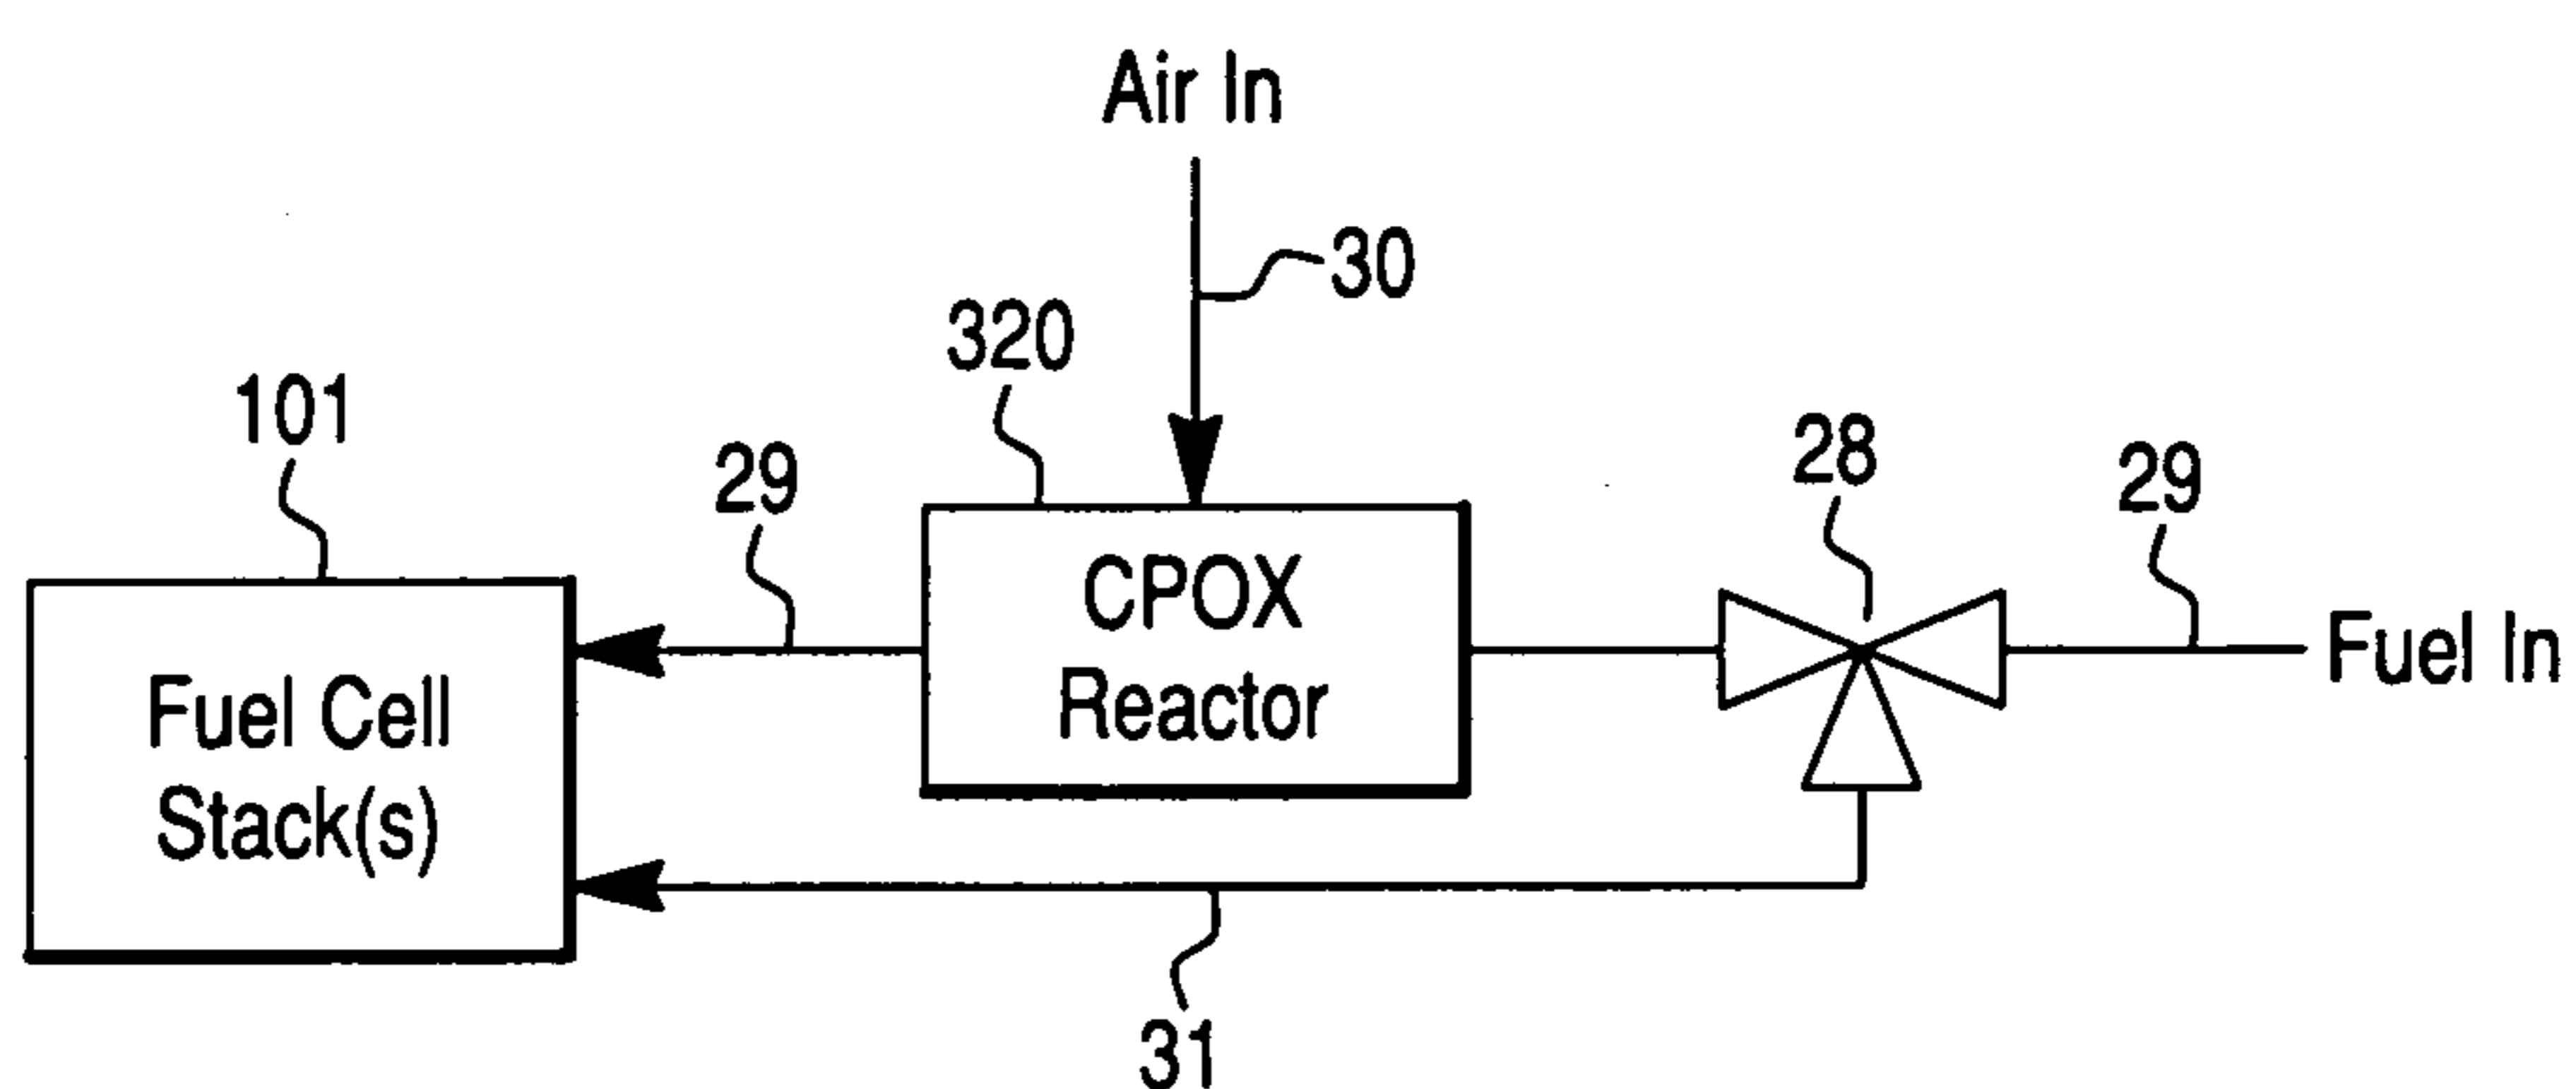 Air In
30
320
101
29
28
29
CPOX
Reactor
Fuel In
Fuel Cell
Stack(s)
31